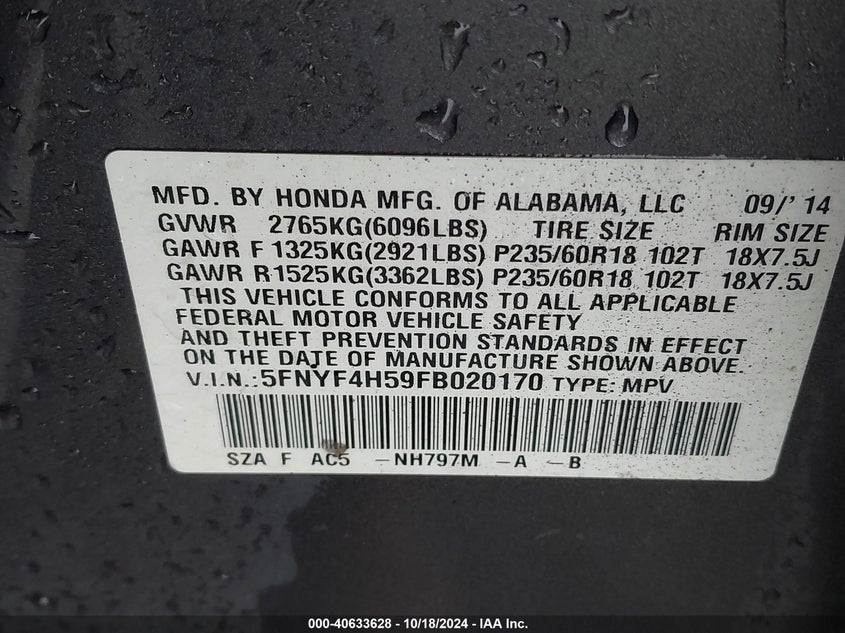 MFD. BY HONDA MFG. OF ALABAMA, LLC 09/' 14
GVWR 2765KG(6096LBS) TIRE SIZE RIM SIZE
GAWR F 1325KG(2921LBS) P235/60R18 102T 18X7.5J
GAWR R1525KG(3362LBS) P235/60R18 102T 18X7.5J
THIS VEHICLE CONFORMS TO ALL APPLICABLE
FEDERAL MOTOR VEHICLE SAFETY
AND THEFT PREVENTION STANDARDS IN EFFECT
ON THE DATE OF MANUFACTURE SHOWN ABOVE.
V.I.N.:5FNYF4H59FB020170 TYPE: MPV
SZA F AC5 -NH797M -A -B
000-40633628 - 10/18/2024 - IAA Inc.